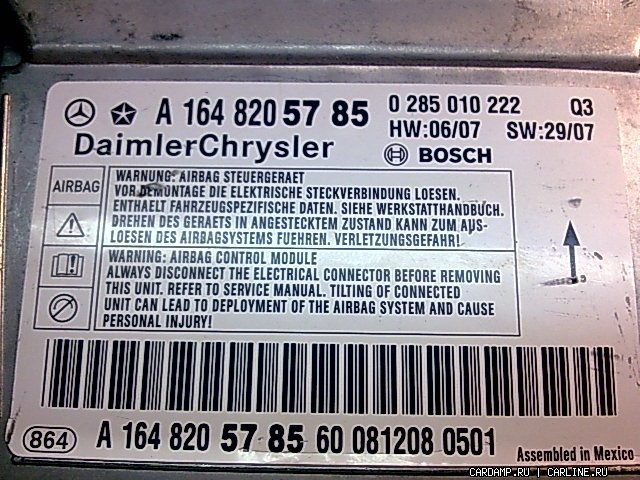 A 164 820 57 85 0 285 010 222 Q3
HW:06/07 SW:29/07
DaimlerChrysler BOSCH
AIRBAG
WARNUNG: AIRBAG STEUERGERAET
VOR DEMONTAGE DIE ELEKTRISCHE STECKVERBINDUNG LOESEN.
ENTHAELT FAHRZEUGSPEZIFISCHE DATEN. SIEHE WERKSTATTHANDBUCH.
DREHEN DES GERAETS IN ANGESTECKTEM ZUSTAND KANN ZUM AUS-
LOESEN DES AIRBAGSYSTEMS FUEHREN. VERLETZUNGSGEFAHR!
WARNING: AIRBAG CONTROL MODULE
ALWAYS DISCONNECT THE ELECTRICAL CONNECTOR BEFORE REMOVING
THIS UNIT. REFER TO SERVICE MANUAL. TILTING OF CONNECTED
UNIT CAN LEAD TO DEPLOYMENT OF THE AIRBAG SYSTEM AND CAUSE
PERSONAL INJURY!
864 A 164 820 57 85 60 081208 0501
Assembled in Mexico
CARDAMP.RU | CARLINE.RU